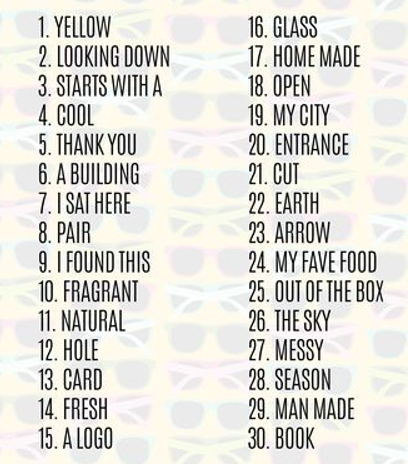 1. YELLOW
2. LOOKING DOWN
3. STARTS WITH A
4. COOL
5. THANK YOU
6. A BUILDING
7. I SAT HERE
8. PAIR
9. I FOUND THIS
10. FRAGRANT
11. NATURAL
12. HOLE
13. CARD
14. FRESH
15. A LOGO
16. GLASS
17. HOME MADE
18. OPEN
19. MY CITY
20. ENTRANCE
21. CUT
22. EARTH
23. ARROW
24. MY FAVE FOOD
25. OUT OF THE BOX
26. THE SKY
27. MESSY
28. SEASON
29. MAN MADE
30. BOOK